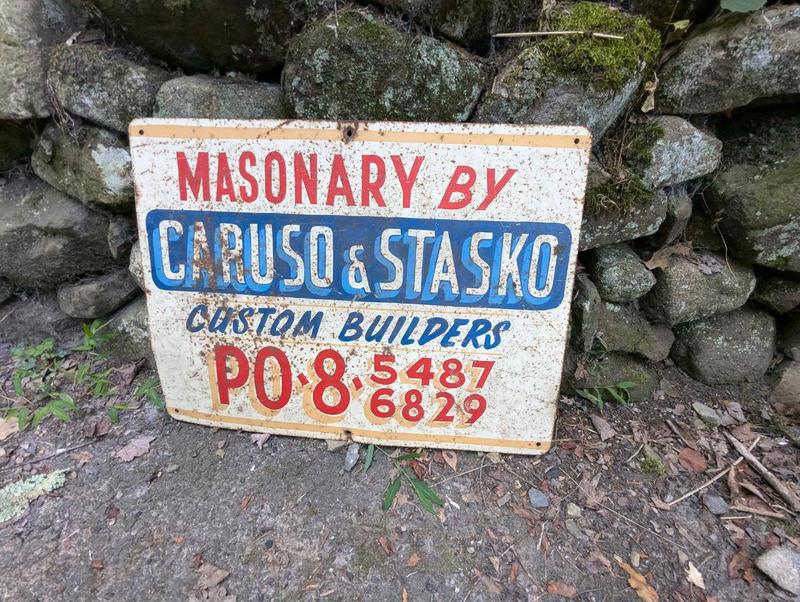 MASONARY BY
CARUSO & STASKO
CUSTOM BUILDERS
PO·8· 5487
6829